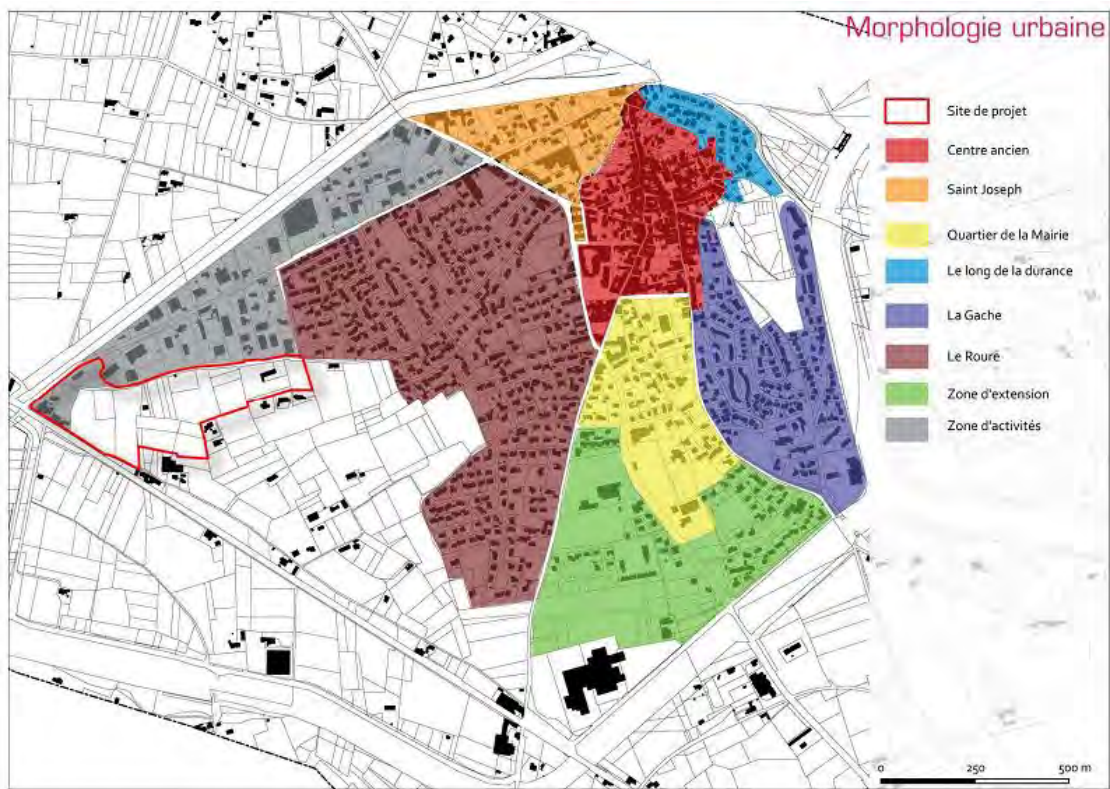 Morphologie urbaine
Site de projet
Centre ancien
Saint Joseph
Quartier de la Mairie
Le long de la durance
La Gache
Le Rouré
Zone d'extension
Zone d'activités
0 250 500 m